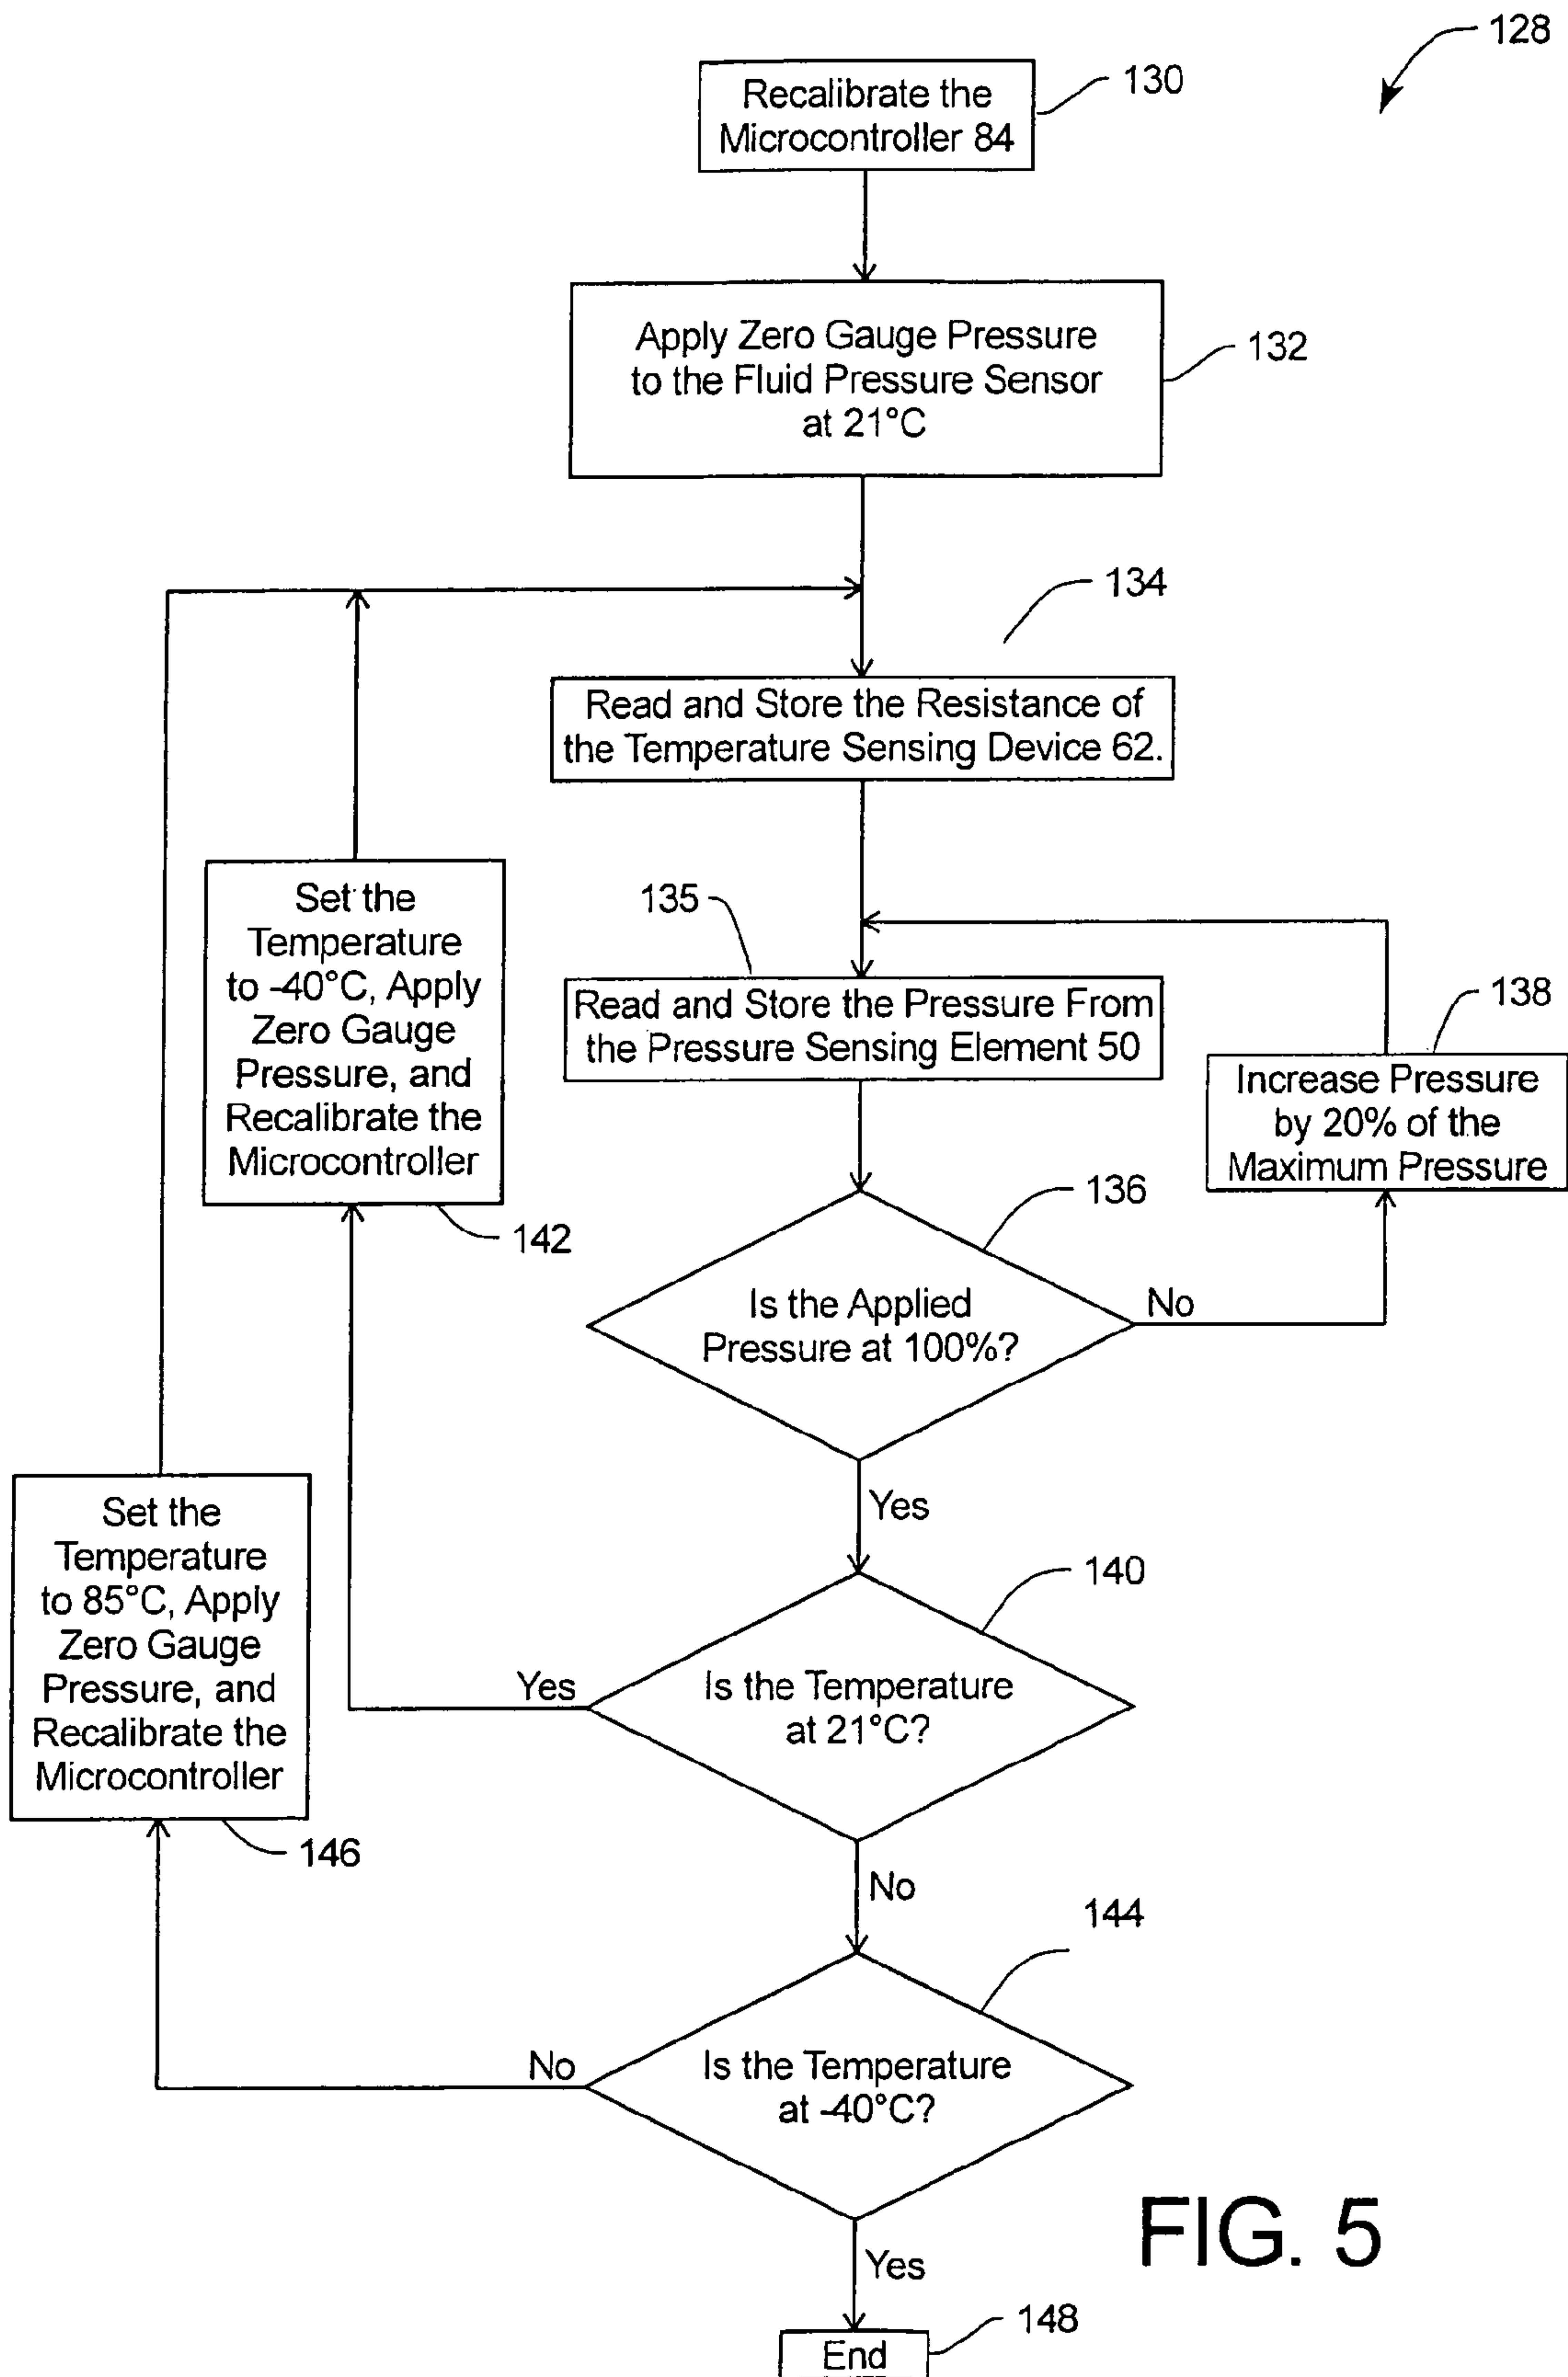 128
Recalibrate the
Microcontroller 84
130
Apply Zero Gauge Pressure
to the Fluid Pressure Sensor
at 21°C
132
134
Read and Store the Resistance of
the Temperature Sensing Device 62.
Set the
Temperature
to -40°C, Apply
Zero Gauge
Pressure, and
Recalibrate the
Microcontroller
142
135
Read and Store the Pressure From
the Pressure Sensing Element 50
138
Increase Pressure
by 20% of the
Maximum Pressure
136
Is the Applied
Pressure at 100%?
No
Yes
Set the
Temperature
to 85°C, Apply
Zero Gauge
Pressure, and
Recalibrate the
Microcontroller
146
140
Is the Temperature
at 21°C?
Yes
No
144
Is the Temperature
at -40°C?
No
Yes
148
End
FIG. 5